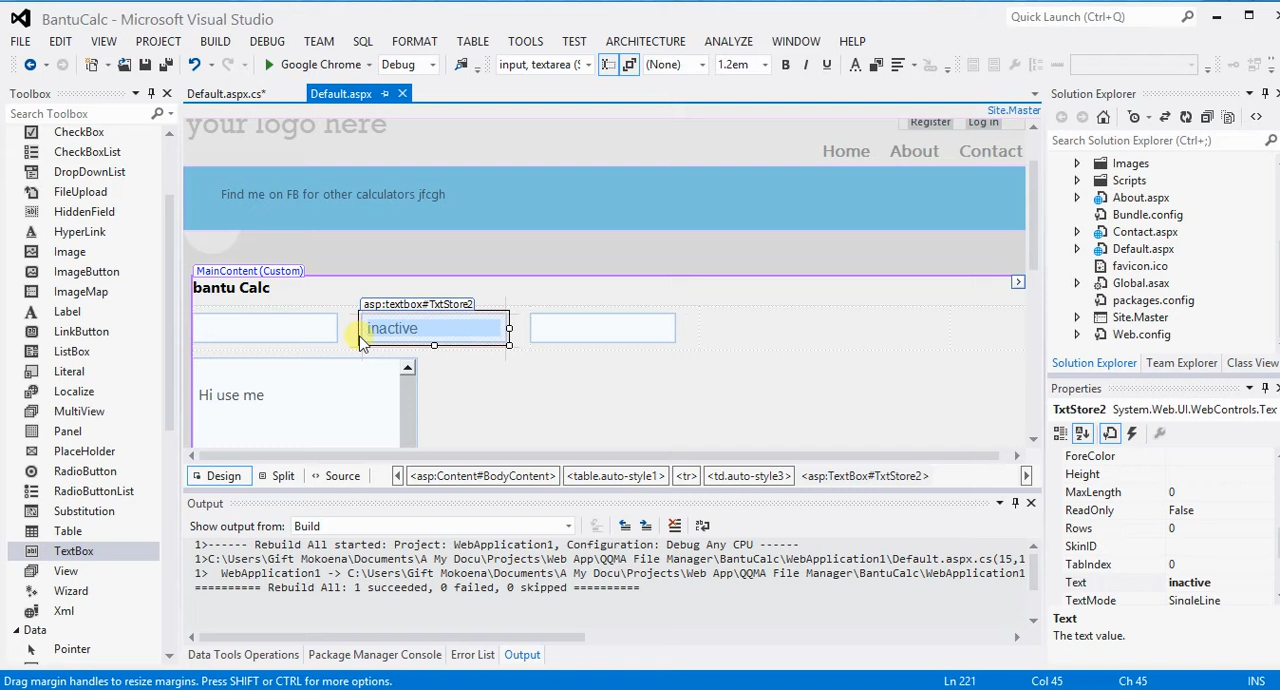 BantuCalc - Microsoft Visual Studio
Quick Launch (Ctrl+Q)
FILE EDIT VIEW PROJECT BUILD DEBUG TEAM SQL FORMAT TABLE TOOLS TEST ARCHITECTURE ANALYZE WINDOW HELP
Google Chrome Debug input, textarea (S (None) 1.2em B I U A
Toolbox
Search Toolbox
CheckBox
CheckBoxList
DropDownList
FileUpload
HiddenField
HyperLink
Image
ImageButton
ImageMap
Label
LinkButton
ListBox
Literal
Localize
MultiView
Panel
PlaceHolder
RadioButton
RadioButtonList
Substitution
Table
TextBox
View
Wizard
Xml
Data
Pointer
Default.aspx.cs* Default.aspx
Site.Master
your logo here
Register Log in
Home About Contact
Find me on FB for other calculators jfcgh
MainContent (Custom)
bantu Calc
asp:textbox#TxtStore2
inactive
Hi use me
Design Split Source <asp:Content#BodyContent> <table.auto-style1> <tr> <td.auto-style3> <asp:TextBox#TxtStore2>
Output
Show output from: Build
1>------ Rebuild All started: Project: WebApplication1, Configuration: Debug Any CPU ------
1>C:\Users\Gift Mokoena\Documents\A My Docu\Projects\Web App\QQMA File Manager\BantuCalc\WebApplication1\Default.aspx.cs(15,1
1> WebApplication1 -> C:\Users\Gift Mokoena\Documents\A My Docu\Projects\Web App\QQMA File Manager\BantuCalc\WebApplication1
========== Rebuild All: 1 succeeded, 0 failed, 0 skipped ==========
Data Tools Operations Package Manager Console Error List Output
Solution Explorer
Search Solution Explorer (Ctrl+;)
Images
Scripts
About.aspx
Bundle.config
Contact.aspx
Default.aspx
favicon.ico
Global.asax
packages.config
Site.Master
Web.config
Solution Explorer Team Explorer Class View
Properties
TxtStore2 System.Web.UI.WebControls.Tex
ForeColor
Height
MaxLength 0
ReadOnly False
Rows 0
SkinID
TabIndex 0
Text inactive
TextMode SingleLine
Text
The text value.
Drag margin handles to resize margins. Press SHIFT or CTRL for more options.
Ln 221 Col 45 Ch 45 INS